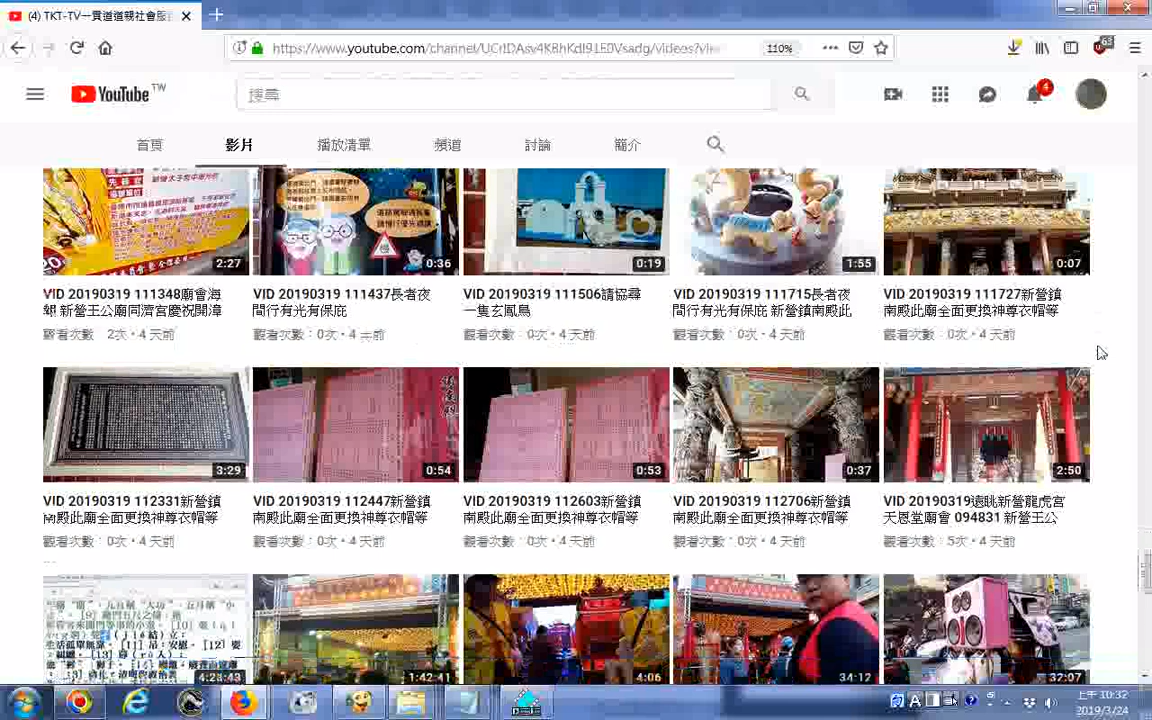 (4) TKT-TV一貫道道親社會服
110%
YouTube TW
搜尋
4
首頁
影片
播放清單
頻道
討論
簡介
2:27
0:36
0:19
1:55
0:07
VID 20190319 111348廟會海
報 新營王公廟同濟宮慶祝開漳
觀看次數：2次・4 天前
VID 20190319 111437長者夜
間行有光有保庇
觀看次數：0次・4 天前
VID 20190319 111506請協尋
一隻玄鳳鳥
觀看次數：0次・4 天前
VID 20190319 111715長者夜
間行有光有保庇 新營鎮南殿此
觀看次數：0次・4 天前
VID 20190319 111727新營鎮
南殿此廟全面更換神尊衣帽等
觀看次數：0次・4 天前
3:29
0:54
0:53
0:37
2:50
VID 20190319 112331新營鎮
南殿此廟全面更換神尊衣帽等
觀看次數：0次・4 天前
VID 20190319 112447新營鎮
南殿此廟全面更換神尊衣帽等
觀看次數：0次・4 天前
VID 20190319 112603新營鎮
南殿此廟全面更換神尊衣帽等
觀看次數：0次・4 天前
VID 20190319 112706新營鎮
南殿此廟全面更換神尊衣帽等
觀看次數：0次・4 天前
VID 20190319遠眺新營龍虎宮
天恩堂廟會 094831 新營王公
觀看次數：5次・4 天前
4:23:43
1:42:41
4:06
34:12
32:07
上午 10:32
2019/3/24